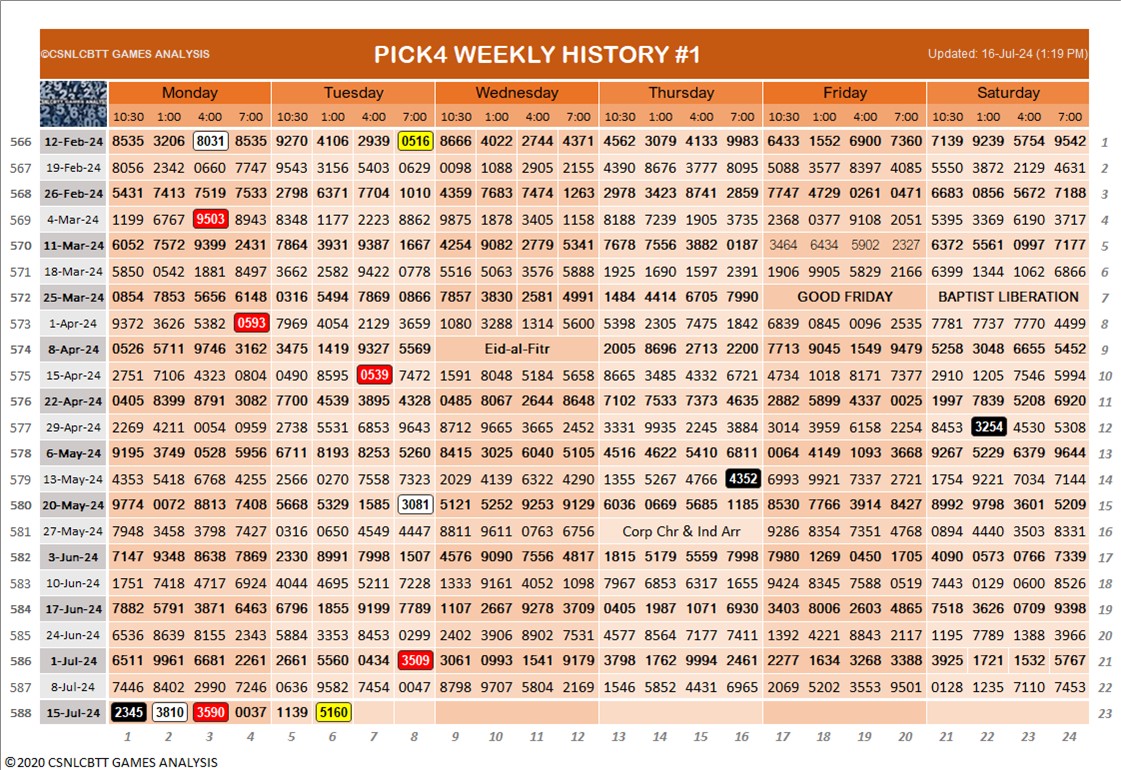 ©CSNLCBTT GAMES ANALYSIS PICK4 WEEKLY HISTORY #1 Updated: 16-Jul-24 (1:19 PM)
Monday Tuesday Wednesday Thursday Friday Saturday
10:30 1:00 4:00 7:00 10:30 1:00 4:00 7:00 10:30 1:00 4:00 7:00 10:30 1:00 4:00 7:00 10:30 1:00 4:00 7:00 10:30 1:00 4:00 7:00
566 12-Feb-24 8535 3206 8031 8535 9270 4106 2939 0516 8666 4022 2744 4371 4562 3079 4133 9983 6433 1552 6900 7360 7139 9239 5754 9542 1
567 19-Feb-24 8056 2342 0660 7747 9543 3156 5403 0629 0098 1088 2905 2155 4390 8676 3777 8095 5088 3577 8397 4085 5550 3872 2129 4631 2
568 26-Feb-24 5431 7413 7519 7533 2798 6371 7704 1010 4359 7683 7474 1263 2978 3423 8741 2859 7747 4729 0261 0471 6683 0856 5672 7188 3
569 4-Mar-24 1199 6767 9503 8943 8348 1177 2223 8862 9875 1878 3405 1158 8188 7239 1905 3735 2368 0377 9108 2051 5395 3369 6190 3717 4
570 11-Mar-24 6052 7572 9399 2431 7864 3931 9387 1667 4254 9082 2779 5341 7678 7556 3882 0187 3464 6434 5902 2327 6372 5561 0997 7177 5
571 18-Mar-24 5850 0542 1881 8497 3662 2582 9422 0778 5516 5063 3576 5888 1925 1690 1597 2391 1906 9905 5829 2166 6399 1344 1062 6866 6
572 25-Mar-24 0854 7853 5656 6148 0316 5494 7869 0866 7857 3830 2581 4991 1484 4414 6705 7990 GOOD FRIDAY BAPTIST LIBERATION 7
573 1-Apr-24 9372 3626 5382 0593 7969 4054 2129 3659 1080 3288 1314 5600 5398 2305 7475 1842 6839 0845 0096 2535 7781 7737 7770 4499 8
574 8-Apr-24 0526 5711 9746 3162 3475 1419 9327 5569 Eid-al-Fitr 2005 8696 2713 2200 7713 9045 1549 9479 5258 3048 6655 5452 9
575 15-Apr-24 2751 7106 4323 0804 0490 8595 0539 7472 1591 8048 5184 5658 8665 3485 4332 6721 4734 1018 8171 7377 2910 1205 7546 5994 10
576 22-Apr-24 0405 8399 8791 3082 7700 4539 3895 4328 0485 8067 2644 8648 7102 7533 7373 4635 2882 5899 4337 0025 1997 7839 5208 6920 11
577 29-Apr-24 2269 4211 0054 0959 2738 5531 6853 9643 8712 9665 3665 2452 3331 9935 2245 3884 3014 3959 6158 2254 8453 3254 4530 5308 12
578 6-May-24 9195 3749 0528 5956 6711 8193 8253 5260 8415 3025 6040 5105 4516 4622 5410 6811 0064 4149 1093 3668 9267 5229 6379 9644 13
579 13-May-24 4353 5418 6768 4255 2566 0270 7558 7323 2029 4139 6322 4290 1355 5267 4766 4352 6993 9921 7337 2721 1754 9221 7034 7144 14
580 20-May-24 9774 0072 8813 7408 5668 5329 1585 3081 5121 5252 9253 9129 6036 0669 5685 1185 8530 7766 3914 8427 8992 9798 3601 5209 15
581 27-May-24 7948 3458 3798 7427 0316 0650 4549 4447 8811 9611 0763 6756 Corp Chr & Ind Arr 9286 8354 7351 4768 0894 4440 3503 8331 16
582 3-Jun-24 7147 9348 8638 7869 2330 8991 7998 1507 4576 9090 7556 4817 1815 5179 5559 7998 7980 1269 0450 1705 4090 0573 0766 7339 17
583 10-Jun-24 1751 7418 4717 6924 4044 4695 5211 7228 1333 9161 4052 1098 7967 6853 6317 1655 9424 8345 7588 0519 7443 0129 0600 8526 18
584 17-Jun-24 7882 5791 3871 6463 6796 1855 9199 7789 1107 2667 9278 3709 0405 1987 1071 6930 3403 8006 2603 4865 7518 3626 0709 9398 19
585 24-Jun-24 6536 8639 8155 2343 5884 3353 8453 0299 2402 3906 8902 7531 4577 8564 7177 7411 1392 4221 8843 2117 1195 7789 1388 3966 20
586 1-Jul-24 6511 9961 6681 2261 2661 5560 0434 3509 3061 0993 1541 9179 3798 1762 9994 2461 2277 1634 3268 3388 3925 1721 1532 5767 21
587 8-Jul-24 7446 8402 2990 7246 0636 9582 7454 0047 8798 9707 5804 2169 1546 5852 4431 6965 2069 5202 3553 9501 0128 1235 7110 7453 22
588 15-Jul-24 2345 3810 3590 0037 1139 5160 23
1 2 3 4 5 6 7 8 9 10 11 12 13 14 15 16 17 18 19 20 21 22 23 24
©2020 CSNLCBTT GAMES ANALYSIS